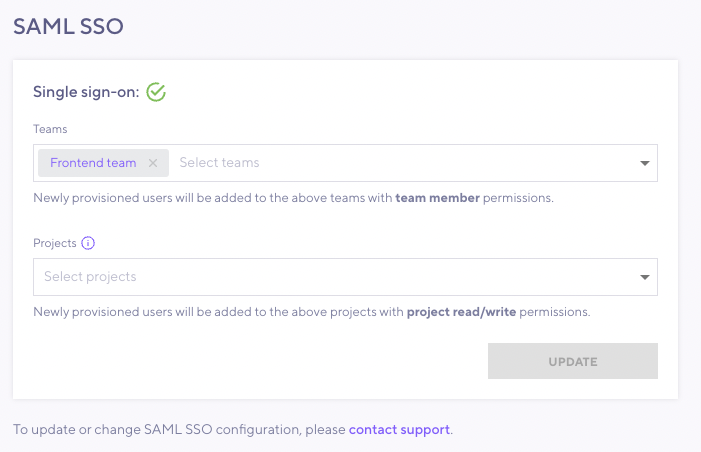 SAML SSO
Single sign-on:
Teams
Frontend team × Select teams
Newly provisioned users will be added to the above teams with team member permissions.
Projects
Select projects
Newly provisioned users will be added to the above projects with project read/write permissions.
UPDATE
To update or change SAML SSO configuration, please contact support.